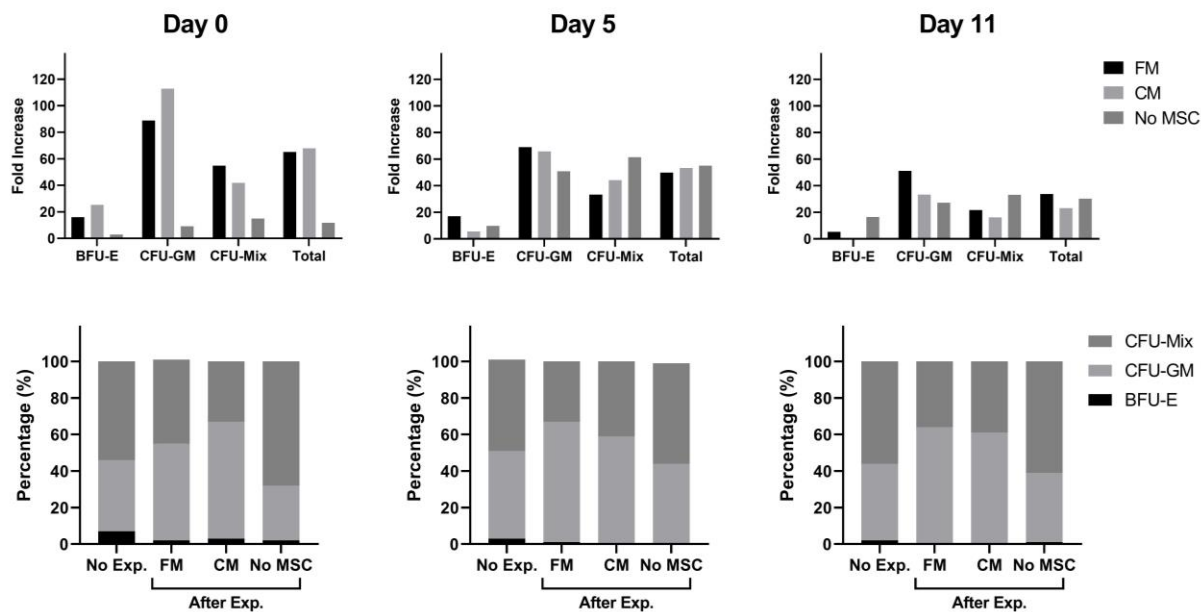 Day 0
Day 5
Day 11
Fold Increase
120
100
80
60
40
20
0
BFU-E CFU-GM CFU-Mix Total
Fold Increase
120
100
80
60
40
20
0
BFU-E CFU-GM CFU-Mix Total
Fold Increase
120
100
80
60
40
20
0
BFU-E CFU-GM CFU-Mix Total
FM
CM
No MSC
Percentage (%)
100
80
60
40
20
0
No Exp. FM CM No MSC
After Exp.
Percentage (%)
100
80
60
40
20
0
No Exp. FM CM No MSC
After Exp.
Percentage (%)
100
80
60
40
20
0
No Exp. FM CM No MSC
After Exp.
CFU-Mix
CFU-GM
BFU-E